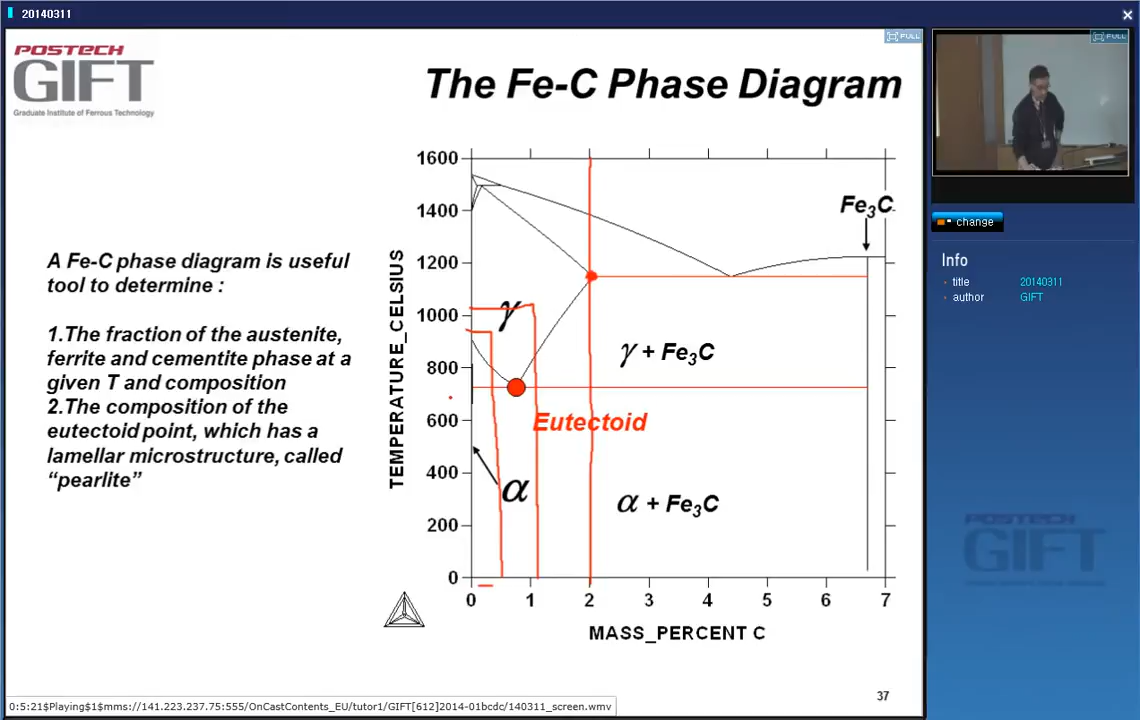 20140311
POSTECH
GIFT
Graduate Institute of Ferrous Technology
The Fe-C Phase Diagram
FULL
FULL
A Fe-C phase diagram is useful
tool to determine :
1.The fraction of the austenite,
ferrite and cementite phase at a
given T and composition
2.The composition of the
eutectoid point, which has a
lamellar microstructure, called
“pearlite”
TEMPERATURE_CELSIUS
1600
1400
1200
1000
800
600
400
200
0
Fe3C
γ
γ + Fe3C
Eutectoid
α
α + Fe3C
0 1 2 3 4 5 6 7
MASS_PERCENT C
37
change
Info
title 20140311
author GIFT
POSTECH
GIFT
0:5:21$Playing$1$mms://141.223.237.75:555/OnCastContents_EU/tutor1/GIFT[612]2014-01bcdc/140311_screen.wmv